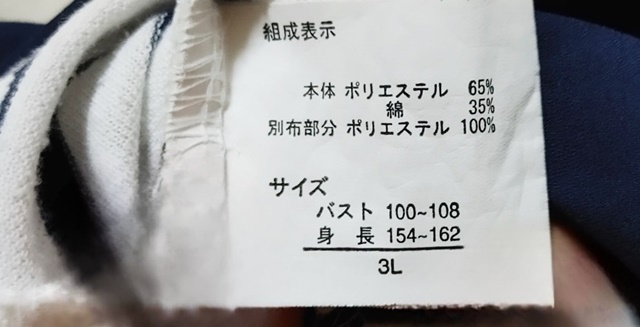 組成表示
本体 ポリエステル 65%
綿 35%
別布部分 ポリエステル 100%
サイズ
バスト 100~108
身 長 154~162
3L